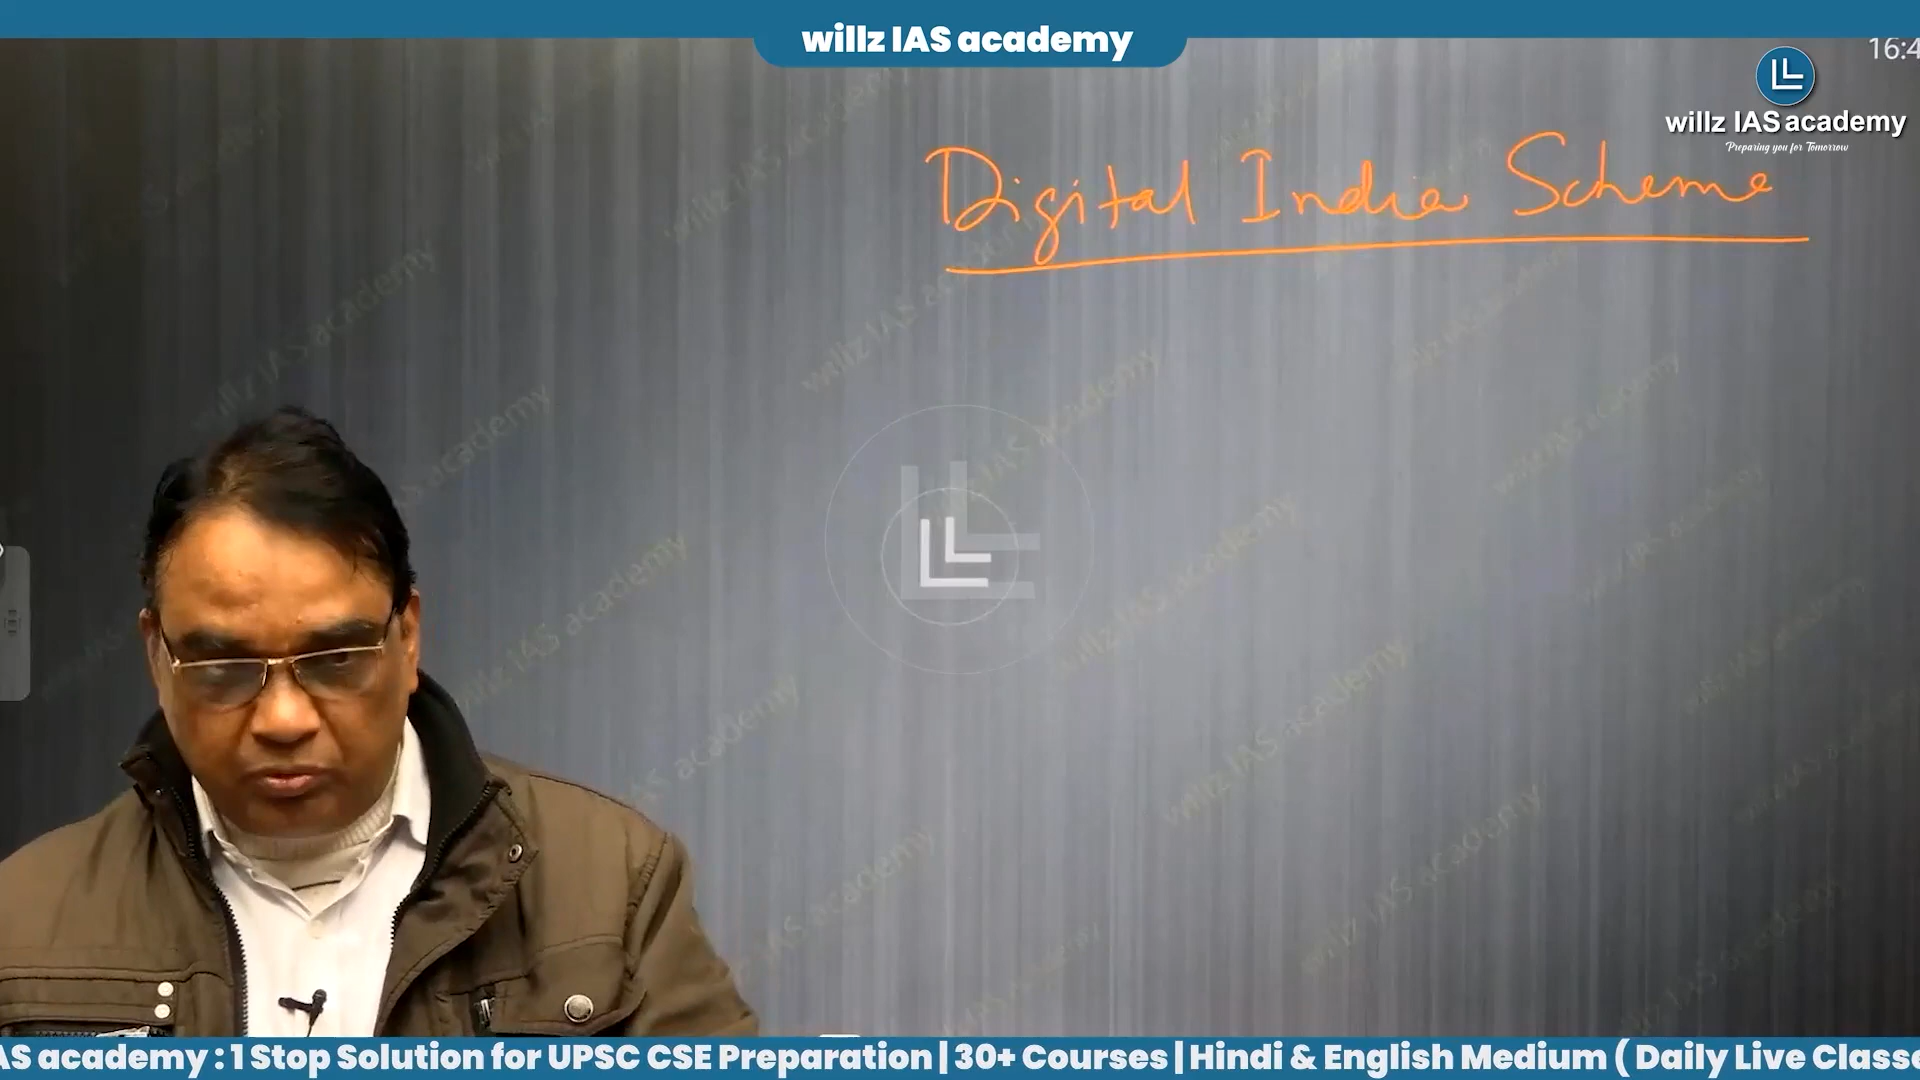 willz IAS academy
16:4
willz IAS academy
Preparing you for Tomorrow
Digital India Scheme
AS academy : 1 Stop Solution for UPSC CSE Preparation | 30+ Courses | Hindi & English Medium ( Daily Live Classe